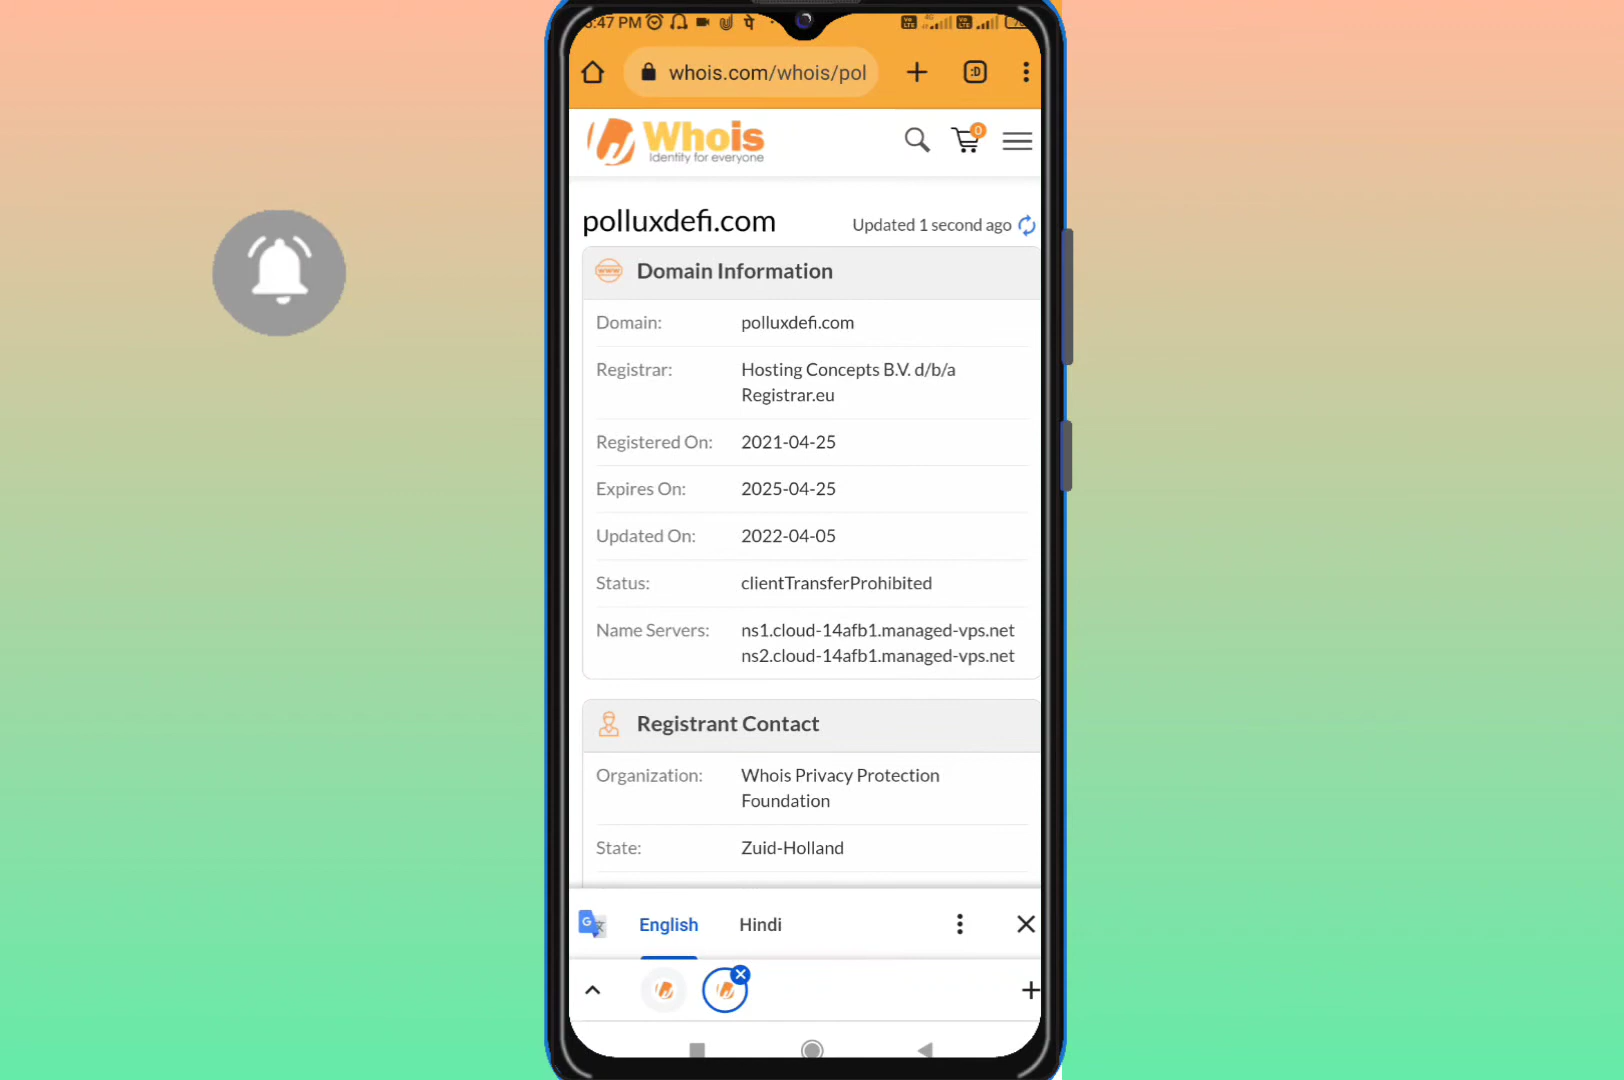 :47 PM
whois.com/whois/pol
:D
Whois
Identity for everyone
0
polluxdefi.com
Updated 1 second ago
Domain Information
Domain: polluxdefi.com
Registrar: Hosting Concepts B.V. d/b/a
Registrar.eu
Registered On: 2021-04-25
Expires On: 2025-04-25
Updated On: 2022-04-05
Status: clientTransferProhibited
Name Servers: ns1.cloud-14afb1.managed-vps.net
ns2.cloud-14afb1.managed-vps.net
Registrant Contact
Organization: Whois Privacy Protection
Foundation
State: Zuid-Holland
English Hindi